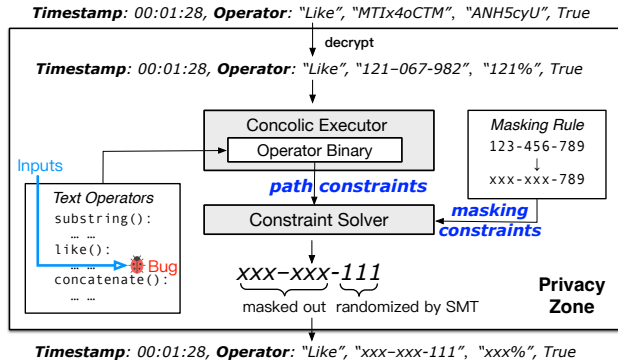 Timestamp: 00:01:28, Operator: “Like”, “MTIx4oCTM”, “ANH5cyU”, True
decrypt
Timestamp: 00:01:28, Operator: “Like”, “121–067-982”, “121%”, True
Concolic Executor
Operator Binary
Masking Rule
123-456-789
↓
xxx-xxx-789
Inputs
path constraints
Text Operators
substring():
… …
like():
… …
Bug
concatenate():
… …
Constraint Solver
masking
constraints
xxx–xxx-111
masked out randomized by SMT
Privacy
Zone
Timestamp: 00:01:28, Operator: “Like”, “xxx–xxx-111”, “xxx%”, True